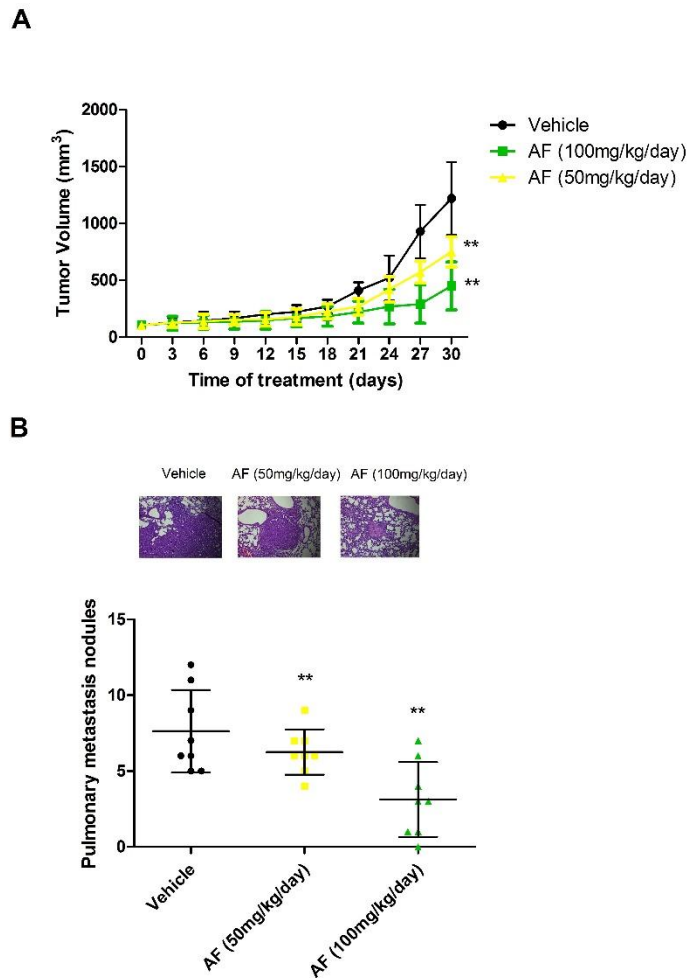 A
2000
1500
1000
500
0
Tumor Volume (mm³)
0 3 6 9 12 15 18 21 24 27 30
Time of treatment (days)
Vehicle
AF (100mg/kg/day)
AF (50mg/kg/day)
**
**
B
Vehicle AF (50mg/kg/day) AF (100mg/kg/day)
15
10
5
0
Pulmonary metastasis nodules
**
**
Vehicle
AF (50mg/kg/day)
AF (100mg/kg/day)